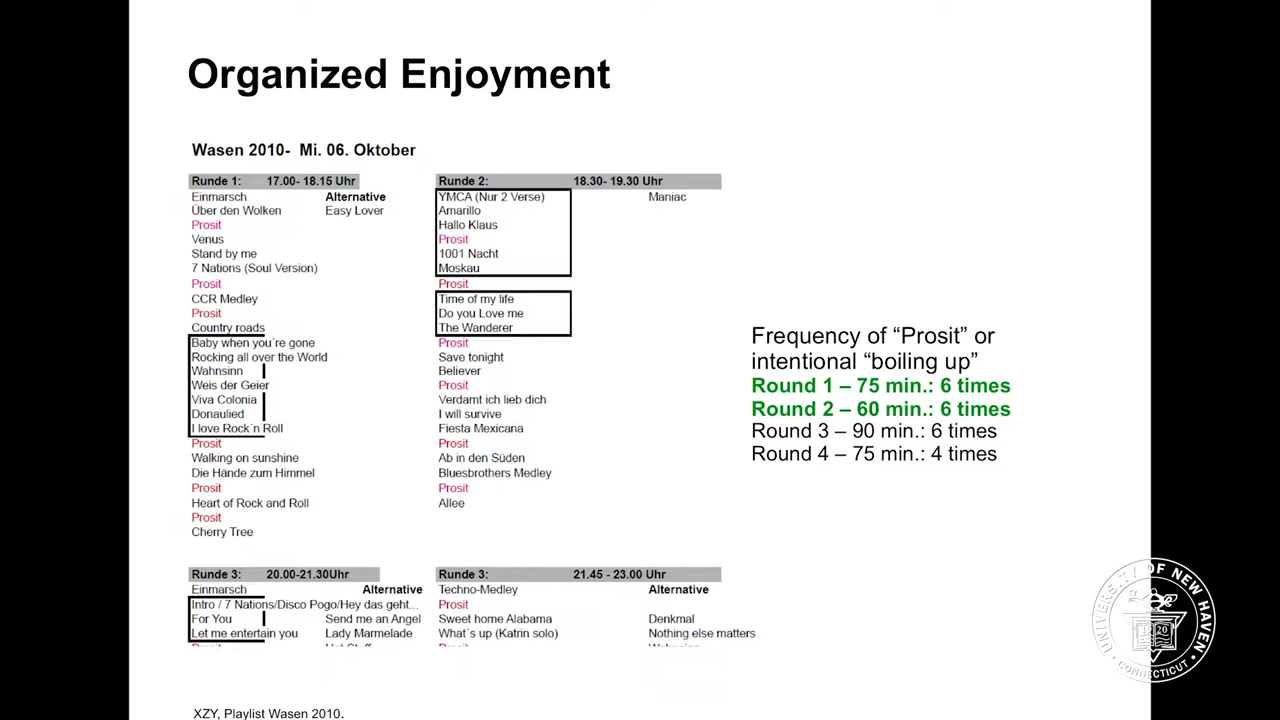 Organized Enjoyment
Wasen 2010- Mi. 06. Oktober
Runde 1: 17.00- 18.15 Uhr
Einmarsch Alternative
Über den Wolken Easy Lover
Prosit
Venus
Stand by me
7 Nations (Soul Version)
Prosit
CCR Medley
Prosit
Country roads
Baby when you´re gone
Rocking all over the World
Wahnsinn
Weis der Geier
Viva Colonia
Donaulied
I love Rock´n Roll
Prosit
Walking on sunshine
Die Hände zum Himmel
Prosit
Heart of Rock and Roll
Prosit
Cherry Tree
Runde 2: 18.30- 19.30 Uhr
YMCA (Nur 2 Verse) Maniac
Amarillo
Hallo Klaus
Prosit
1001 Nacht
Moskau
Prosit
Time of my life
Do you Love me
The Wanderer
Prosit
Save tonight
Believer
Prosit
Verdamt ich lieb dich
I will survive
Fiesta Mexicana
Prosit
Ab in den Süden
Bluesbrothers Medley
Prosit
Allee
Frequency of “Prosit” or
intentional “boiling up”
Round 1 – 75 min.: 6 times
Round 2 – 60 min.: 6 times
Round 3 – 90 min.: 6 times
Round 4 – 75 min.: 4 times
Runde 3: 20.00-21.30Uhr
Einmarsch Alternative
Intro / 7 Nations/Disco Pogo/Hey das geht...
For You Send me an Angel
Let me entertain you Lady Marmelade
Runde 3: 21.45 - 23.00 Uhr
Techno-Medley Alternative
Prosit
Sweet home Alabama Denkmal
What´s up (Katrin solo) Nothing else matters
XZY, Playlist Wasen 2010.
UNIVERSITY OF NEW HAVEN
1920
CONNECTICUT